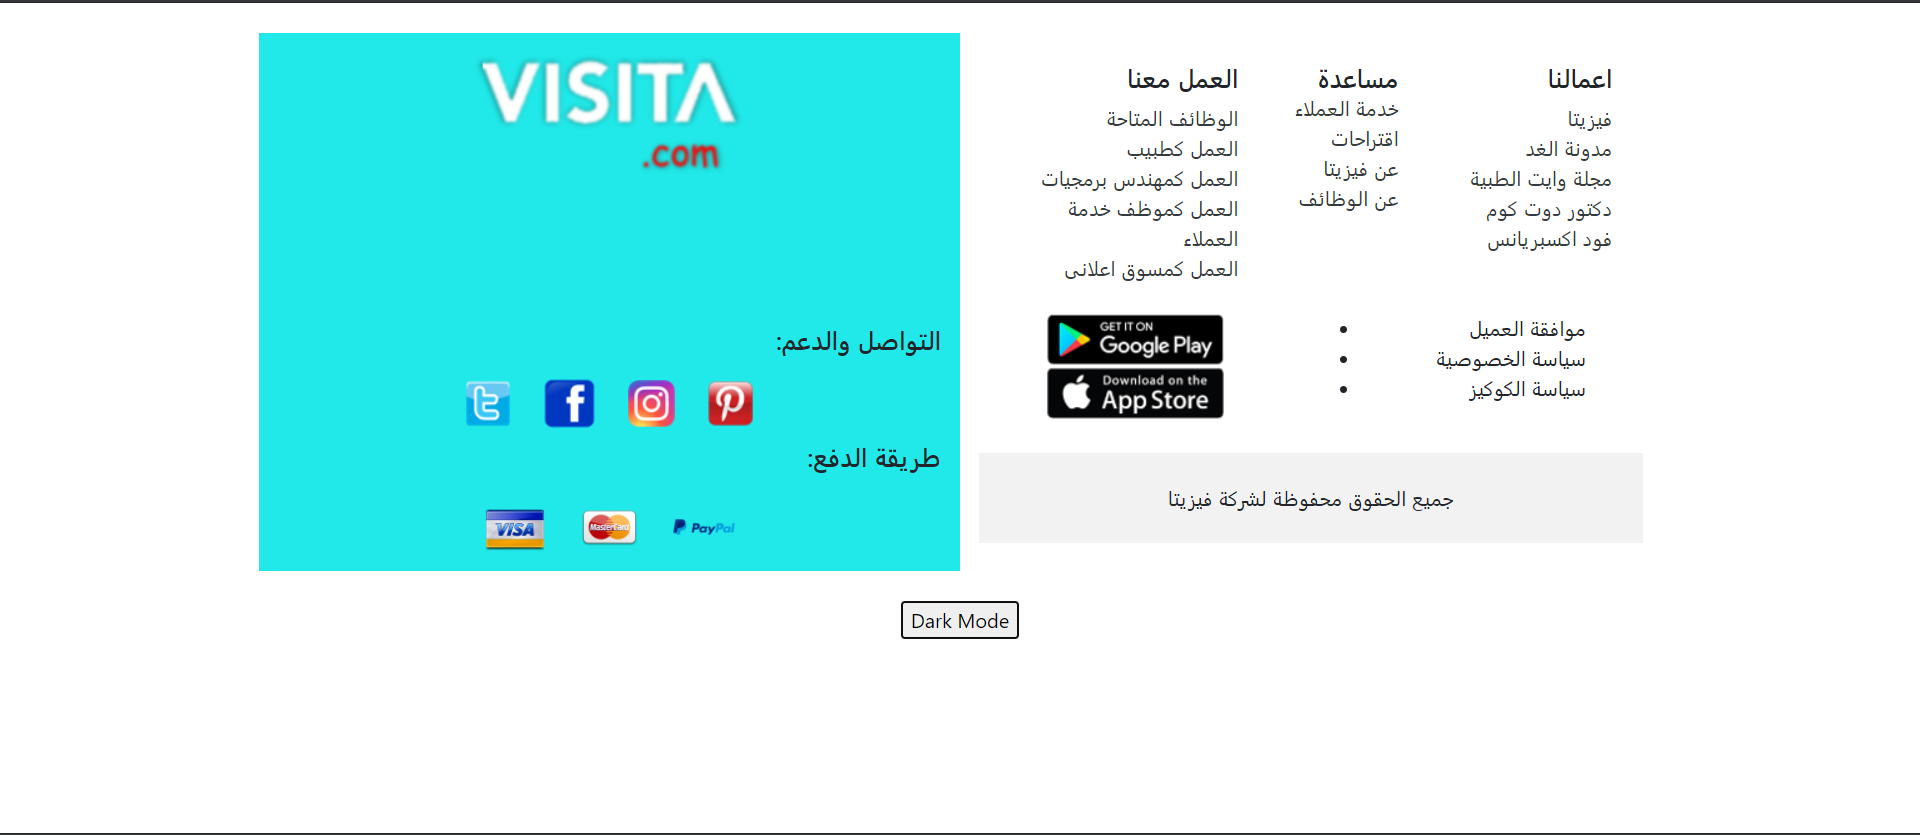 اعمالنا
فيزيتا
مدونة الغد
مجلة وايت الطبية
دكتور دوت كوم
فود اكسبريانس
مساعدة
خدمة العملاء
اقتراحات
عن فيزيتا
عن الوظائف
العمل معنا
الوظائف المتاحة
العمل كطبيب
العمل كمهندس برمجيات
العمل كموظف خدمة
العملاء
العمل كمسوق اعلانى
موافقة العميل
سياسة الخصوصية
سياسة الكوكيز
GET IT ON
Google Play
Download on the
App Store
جميع الحقوق محفوظة لشركة فيزيتا
VISITA
.com
التواصل والدعم:
طريقة الدفع:
VISA
MasterCard
PayPal
Dark Mode